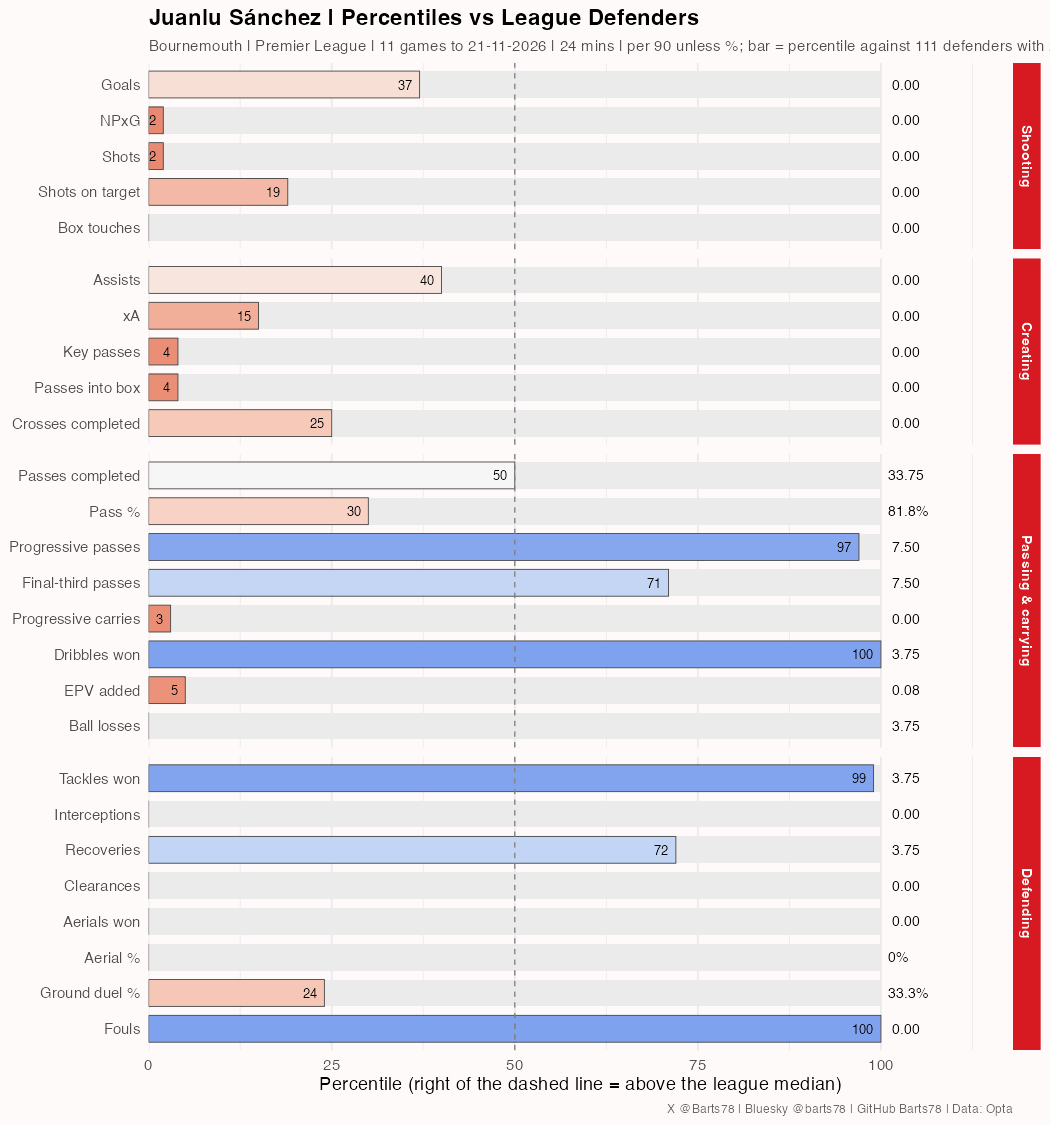 Juanlu Sánchez | Percentiles vs League Defenders
Bournemouth | Premier League | 11 games to 21-11-2026 | 24 mins | per 90 unless %; bar = percentile against 111 defenders with
Goals 37 0.00
NPxG 2 0.00
Shots 2 0.00
Shots on target 19 0.00
Box touches 0.00
Shooting
Assists 40 0.00
xA 15 0.00
Key passes 4 0.00
Passes into box 4 0.00
Crosses completed 25 0.00
Creating
Passes completed 50 33.75
Pass % 30 81.8%
Progressive passes 97 7.50
Final-third passes 71 7.50
Progressive carries 3 0.00
Dribbles won 100 3.75
EPV added 5 0.08
Ball losses 3.75
Passing & carrying
Tackles won 99 3.75
Interceptions 0.00
Recoveries 72 3.75
Clearances 0.00
Aerials won 0.00
Aerial % 0%
Ground duel % 24 33.3%
Fouls 100 0.00
Defending
0 25 50 75 100
Percentile (right of the dashed line = above the league median)
X @Barts78 | Bluesky @barts78 | GitHub Barts78 | Data: Opta